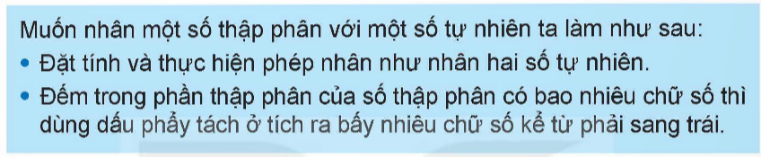 Muốn nhân một số thập phân với một số tự nhiên ta làm như sau:
• Đặt tính và thực hiện phép nhân như nhân hai số tự nhiên.
• Đếm trong phần thập phân của số thập phân có bao nhiêu chữ số thì
dùng dấu phẩy tách ở tích ra bấy nhiêu chữ số kể từ phải sang trái.